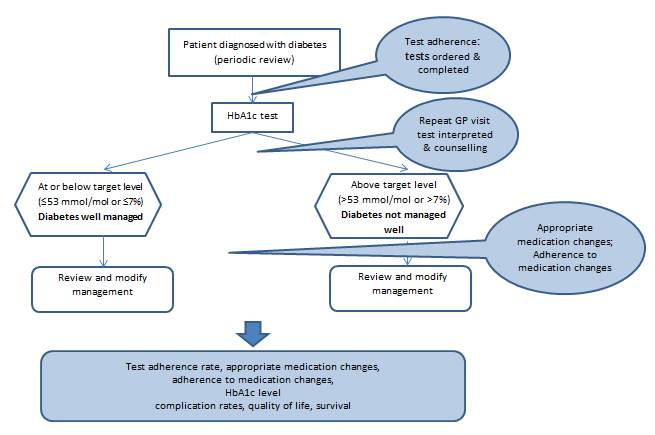 Patient diagnosed with diabetes
(periodic review)
Test adherence:
tests ordered &
completed
HbA1c test
Repeat GP visit
test interpreted
& counselling
At or below target level
(≤53 mmol/mol or ≤7%)
Diabetes well managed
Above target level
(>53 mmol/mol or >7%)
Diabetes not managed
well
Appropriate
medication changes;
Adherence to
medication changes
Review and modify
management
Review and modify
management
Test adherence rate, appropriate medication changes,
adherence to medication changes,
HbA1c level
complication rates, quality of life, survival